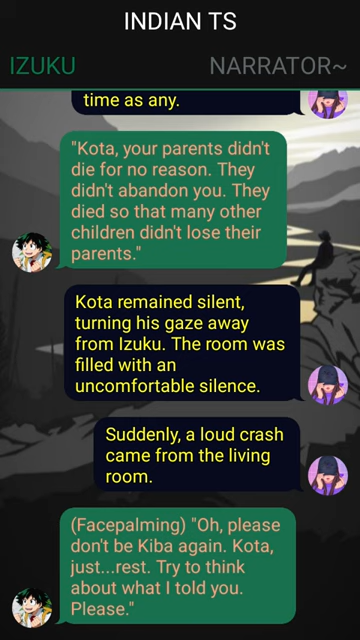 INDIAN TS
IZUKU
NARRATOR~
time as any.
"Kota, your parents didn't
die for no reason. They
didn't abandon you. They
died so that many other
children didn't lose their
parents."
Kota remained silent,
turning his gaze away
from Izuku. The room was
filled with an
uncomfortable silence.
Suddenly, a loud crash
came from the living
room.
(Facepalming) "Oh, please
don't be Kiba again. Kota,
just...rest. Try to think
about what I told you.
Please."